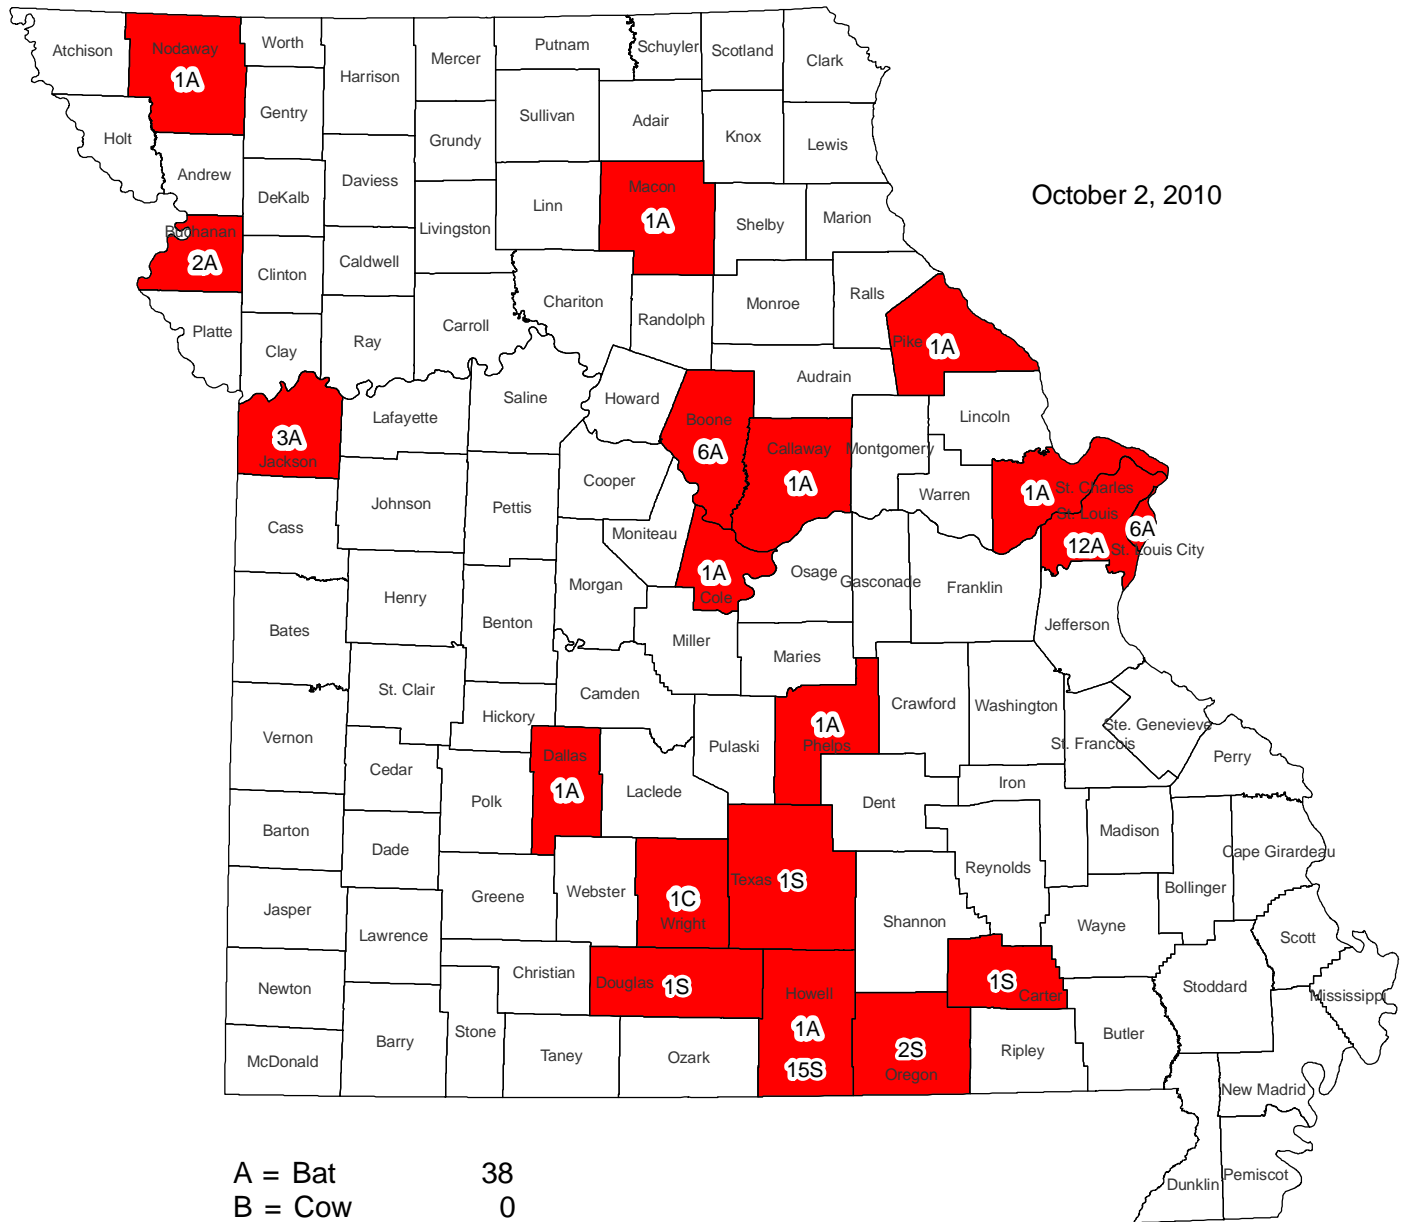 Atchison
Nodaway
1A
Worth
Harrison
Mercer
Putnam
Schuyler
Scotland
Clark
Holt
Gentry
Sullivan
Adair
Knox
Lewis
Grundy
Andrew
DeKalb
Daviess
Livingston
Linn
Macon
1A
Shelby
Marion
October 2, 2010
Buchanan
2A
Clinton
Caldwell
Chariton
Randolph
Monroe
Ralls
Platte
Clay
Ray
Carroll
Pike
1A
Audrain
Saline
Howard
Lafayette
Boone
6A
Lincoln
3A
Jackson
Callaway
1A
Montgomery
Cooper
Johnson
Pettis
Warren
1A
St. Charles
St. Louis
6A
12A
St. Louis City
Cass
Moniteau
1A
Cole
Osage
Gasconade
Franklin
Henry
Morgan
Jefferson
Bates
Benton
Miller
Maries
St. Clair
Camden
Crawford
Washington
Ste. Genevieve
St. Francois
Hickory
Vernon
Pulaski
1A
Phelps
Perry
Dallas
1A
Cedar
Polk
Laclede
Dent
Iron
Barton
Dade
Madison
Cape Girardeau
Reynolds
Texas
1S
Bollinger
Webster
Greene
1C
Wright
Jasper
Lawrence
Shannon
Wayne
Scott
Christian
Douglas
1S
Howell
1A
15S
1S
Carter
Newton
Stoddard
Mississippi
Stone
Barry
Taney
Ozark
2S
Oregon
Ripley
Butler
McDonald
New Madrid
Pemiscot
Dunklin
A = Bat 38
B = Cow 0